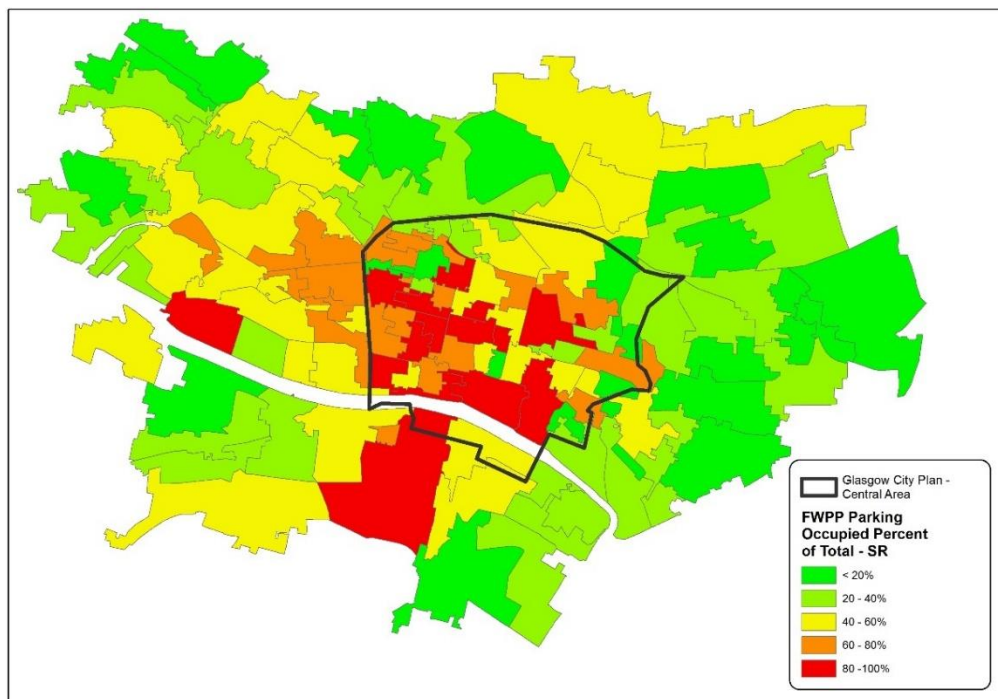 Glasgow City Plan -
Central Area
FWPP Parking
Occupied Percent
of Total - SR
< 20%
20 - 40%
40 - 60%
60 - 80%
80 -100%